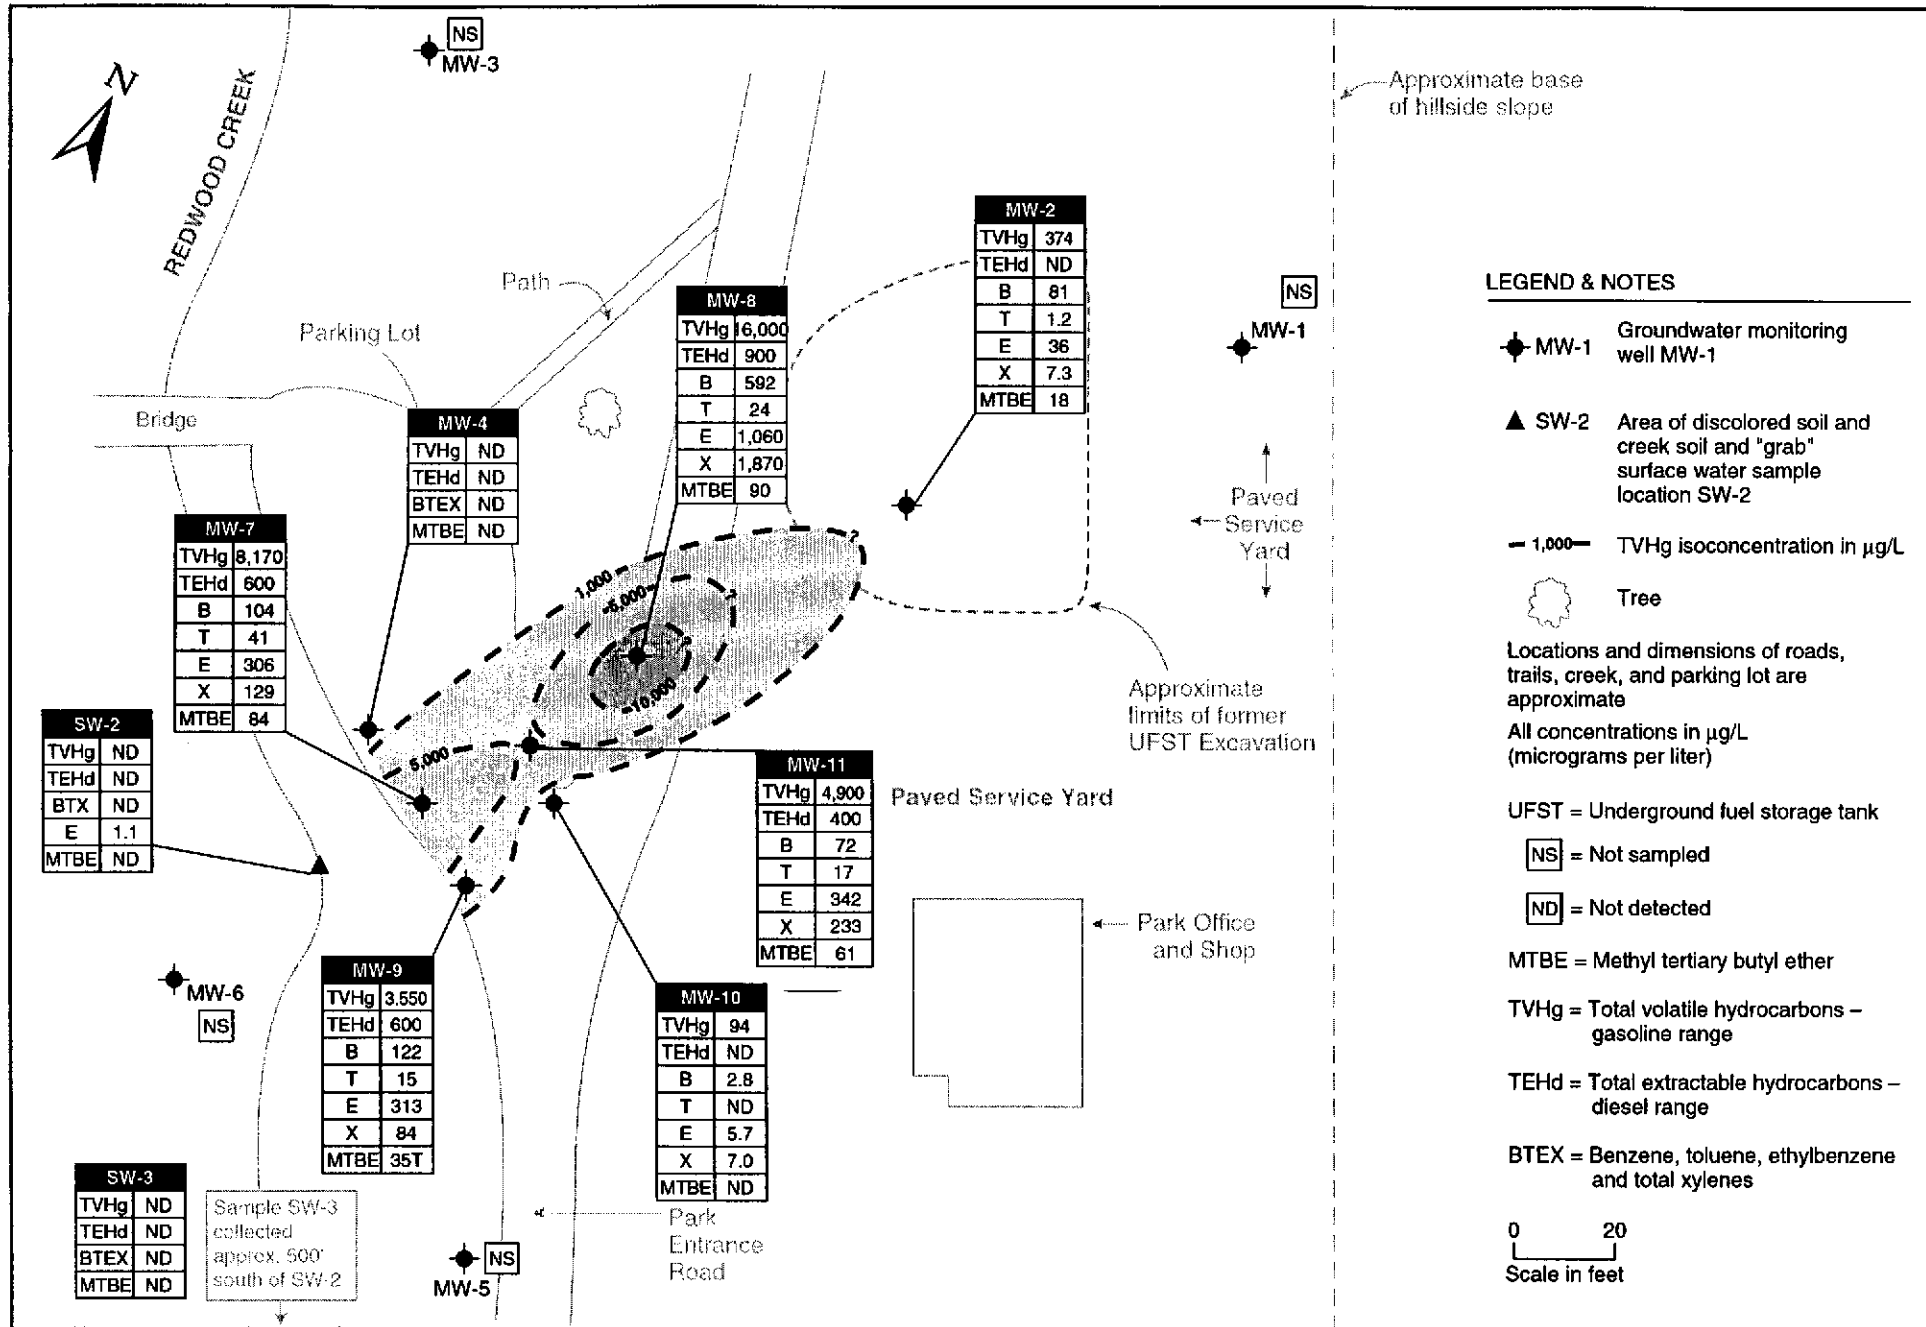 NS
MW-3
N
REDWOOD CREEK
Approximate base
of hillside slope
Path
Parking Lot
Bridge
MW-2
TVHg 374
TEHd ND
B 81
T 1.2
E 36
X 7.3
MTBE 18
NS
MW-1
MW-8
TVHg 16,000
TEHd 900
B 592
T 24
E 1,060
X 1,870
MTBE 90
MW-4
TVHg ND
TEHd ND
BTEX ND
MTBE ND
MW-7
TVHg 8,170
TEHd 600
B 104
T 41
E 306
X 129
MTBE 84
Paved
Service
Yard
1,000
5,000
10,000
5,000
?
?
?
Approximate
limits of former
UFST Excavation
SW-2
TVHg ND
TEHd ND
BTX ND
E 1.1
MTBE ND
MW-11
TVHg 4,900
TEHd 400
B 72
T 17
E 342
X 233
MTBE 61
Paved Service Yard
Park Office
and Shop
MW-6
NS
MW-9
TVHg 3.550
TEHd 600
B 122
T 15
E 313
X 84
MTBE 35T
MW-10
TVHg 94
TEHd ND
B 2.8
T ND
E 5.7
X 7.0
MTBE ND
SW-3
TVHg ND
TEHd ND
BTEX ND
MTBE ND
Sample SW-3
collected
approx. 500'
south of SW-2
MW-5
NS
Park
Entrance
Road
LEGEND & NOTES
MW-1 Groundwater monitoring
well MW-1
SW-2 Area of discolored soil and
creek soil and "grab"
surface water sample
location SW-2
1,000 TVHg isoconcentration in µg/L
Tree
Locations and dimensions of roads,
trails, creek, and parking lot are
approximate
All concentrations in µg/L
(micrograms per liter)
UFST = Underground fuel storage tank
NS = Not sampled
ND = Not detected
MTBE = Methyl tertiary butyl ether
TVHg = Total volatile hydrocarbons –
gasoline range
TEHd = Total extractable hydrocarbons –
diesel range
BTEX = Benzene, toluene, ethylbenzene
and total xylenes
0 20
Scale in feet